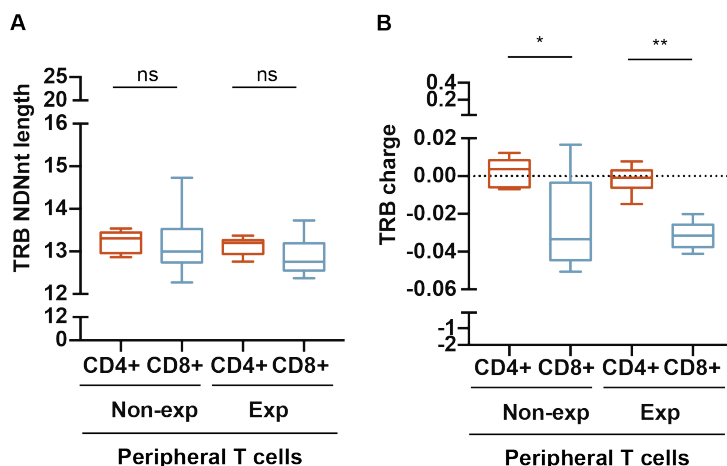 A
TRB NDNnt length
25
20
16
14
13
12
12
0
ns
ns
CD4+ CD8+ CD4+ CD8+
Non-exp Exp
Peripheral T cells
B
TRB charge
0.4
0.2
0.02
0.00
-0.02
-0.04
-0.06
-1
-2
*
**
CD4+ CD8+ CD4+ CD8+
Non-exp Exp
Peripheral T cells